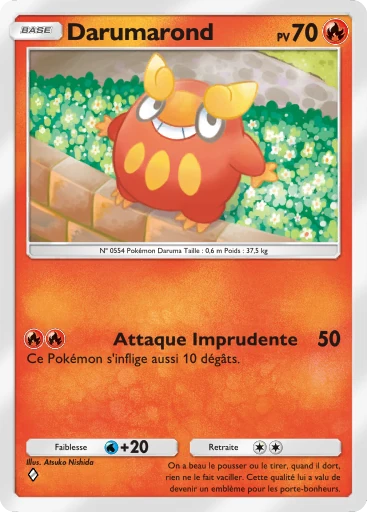 BASE
Darumarond
PV 70
N° 0554 Pokémon Daruma Taille : 0,6 m Poids : 37,5 kg
Attaque Imprudente 50
Ce Pokémon s'inflige aussi 10 dégâts.
Faiblesse +20 Retraite
Illus. Atsuko Nishida
On a beau le pousser ou le tirer, quand il dort,
rien ne le fait vaciller. Cette qualité lui a valu de
devenir un emblème pour les porte-bonheurs.